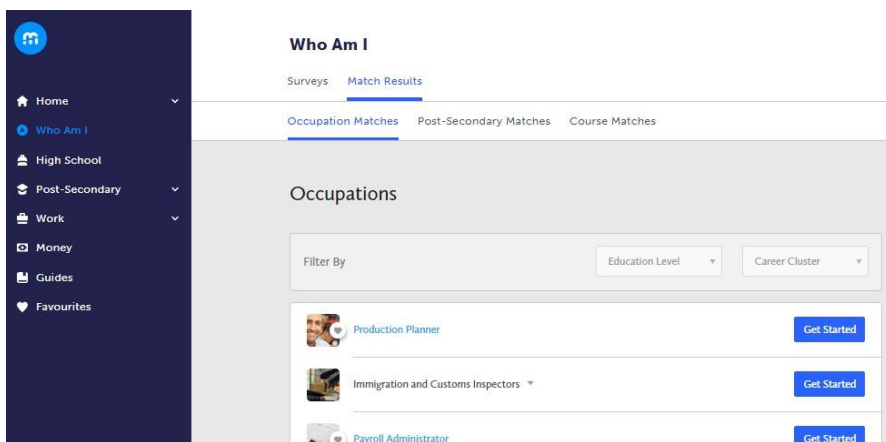 m
Home
Who Am I
High School
Post-Secondary
Work
Money
Guides
Favourites
Who Am I
Surveys Match Results
Occupation Matches Post-Secondary Matches Course Matches
Occupations
Filter By Education Level Career Cluster
Production Planner Get Started
Immigration and Customs Inspectors Get Started
Payroll Administrator Get Started